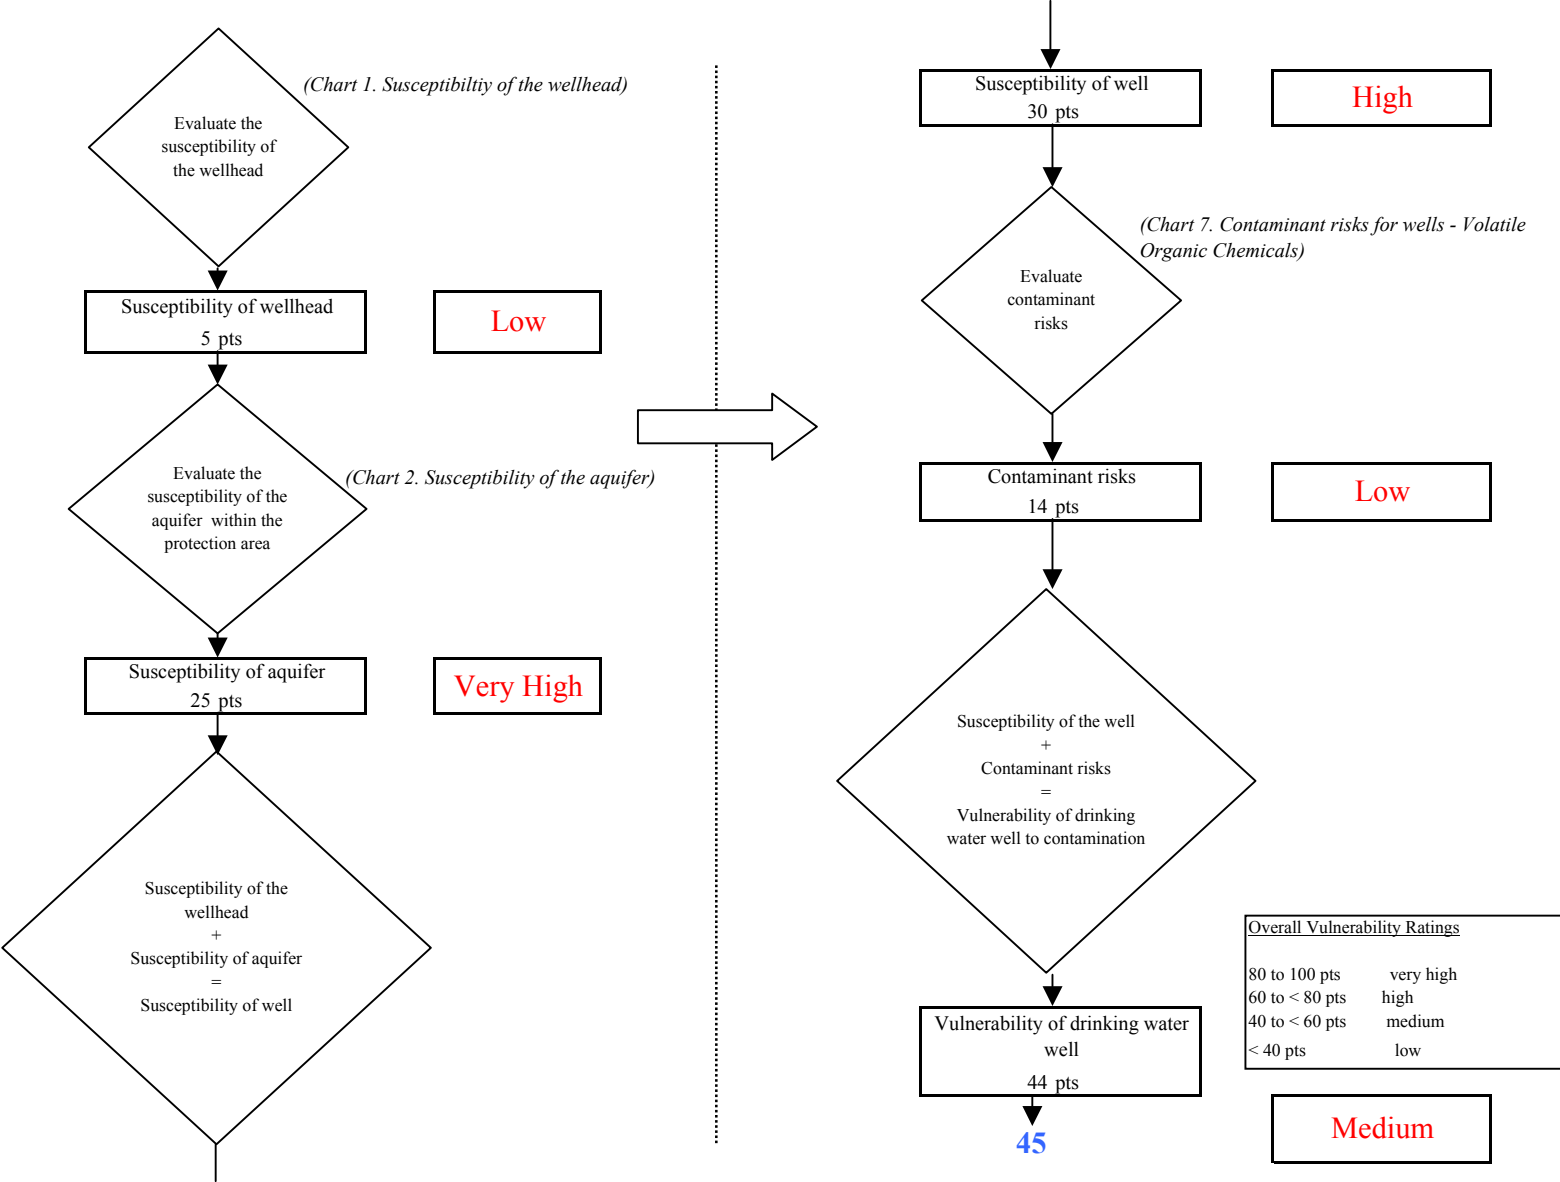 (Chart 1. Susceptibiltiy of the wellhead)
Evaluate the
susceptibility of
the wellhead
Susceptibility of wellhead
5 pts
Low
Evaluate the
susceptibility of the
aquifer within the
protection area
(Chart 2. Susceptibility of the aquifer)
Susceptibility of aquifer
25 pts
Very High
Susceptibility of the
wellhead
+
Susceptibility of aquifer
=
Susceptibility of well
Susceptibility of well
30 pts
High
(Chart 7. Contaminant risks for wells - Volatile
Organic Chemicals)
Evaluate
contaminant
risks
Contaminant risks
14 pts
Low
Susceptibility of the well
+
Contaminant risks
=
Vulnerability of drinking
water well to contamination
Overall Vulnerability Ratings
80 to 100 pts very high
60 to < 80 pts high
40 to < 60 pts medium
< 40 pts low
Vulnerability of drinking water
well
44 pts
45
Medium